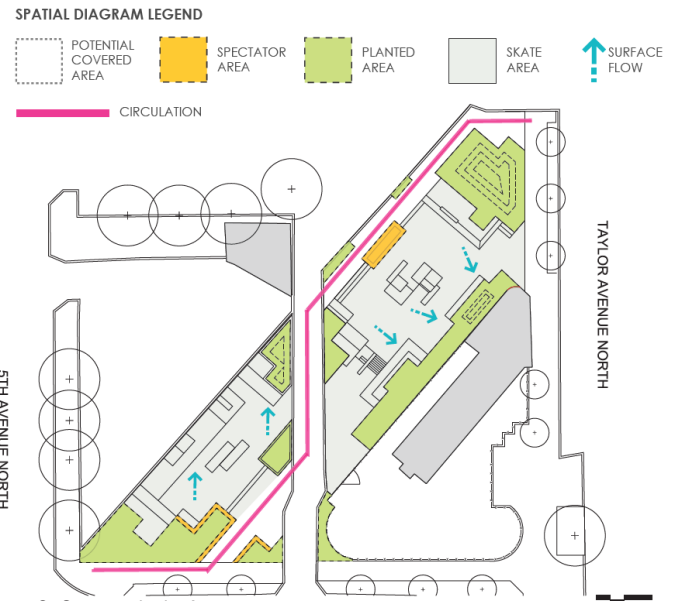 SPATIAL DIAGRAM LEGEND
POTENTIAL
COVERED
AREA
SPECTATOR
AREA
PLANTED
AREA
SKATE
AREA
SURFACE
FLOW
CIRCULATION
TAYLOR AVENUE NORTH
5TH AVENUE NORTH